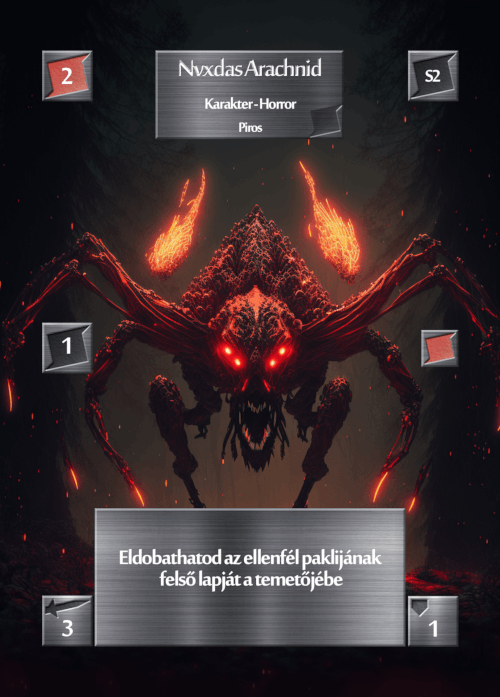 2
Nvxdas Arachnid
S2
Karakter - Horror
Piros
1
Eldobathatod az ellenfél paklijának
felső lapját a temetőjébe
3
1